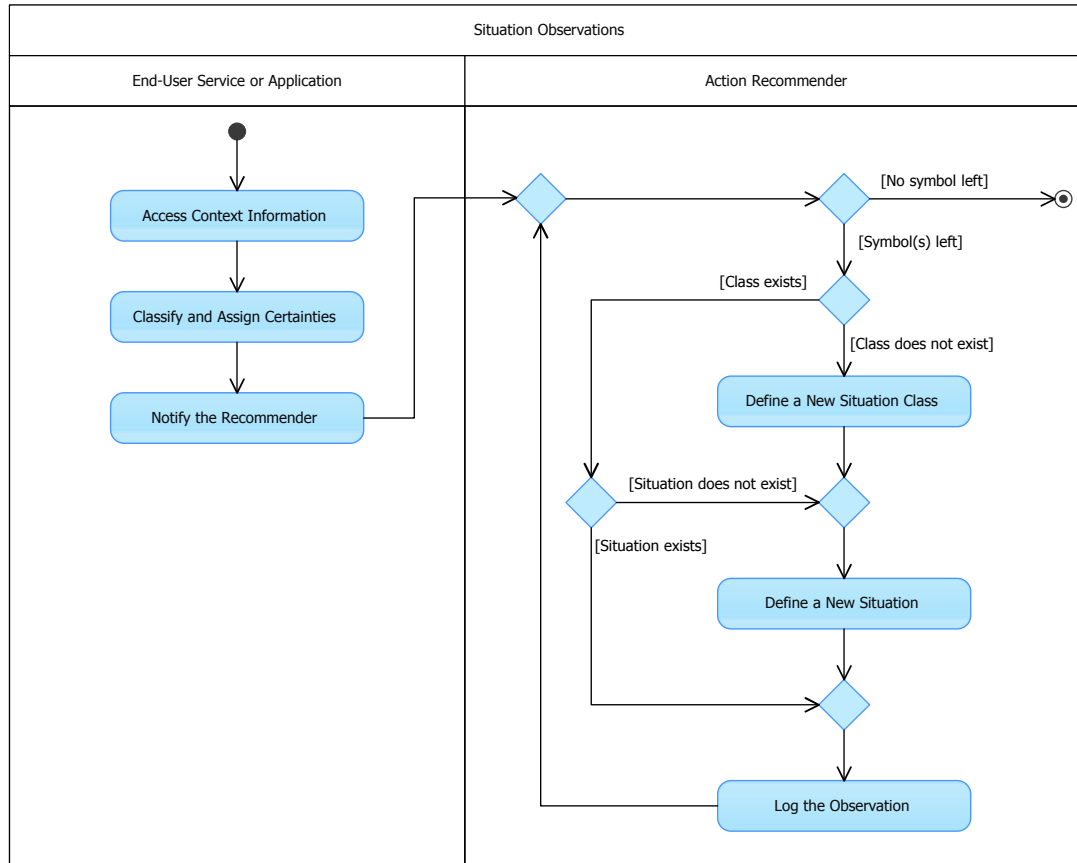 Situation Observations
End-User Service or Application
Action Recommender
Access Context Information
Classify and Assign Certainties
Notify the Recommender
[No symbol left]
[Symbol(s) left]
[Class exists]
[Class does not exist]
Define a New Situation Class
[Situation does not exist]
[Situation exists]
Define a New Situation
Log the Observation